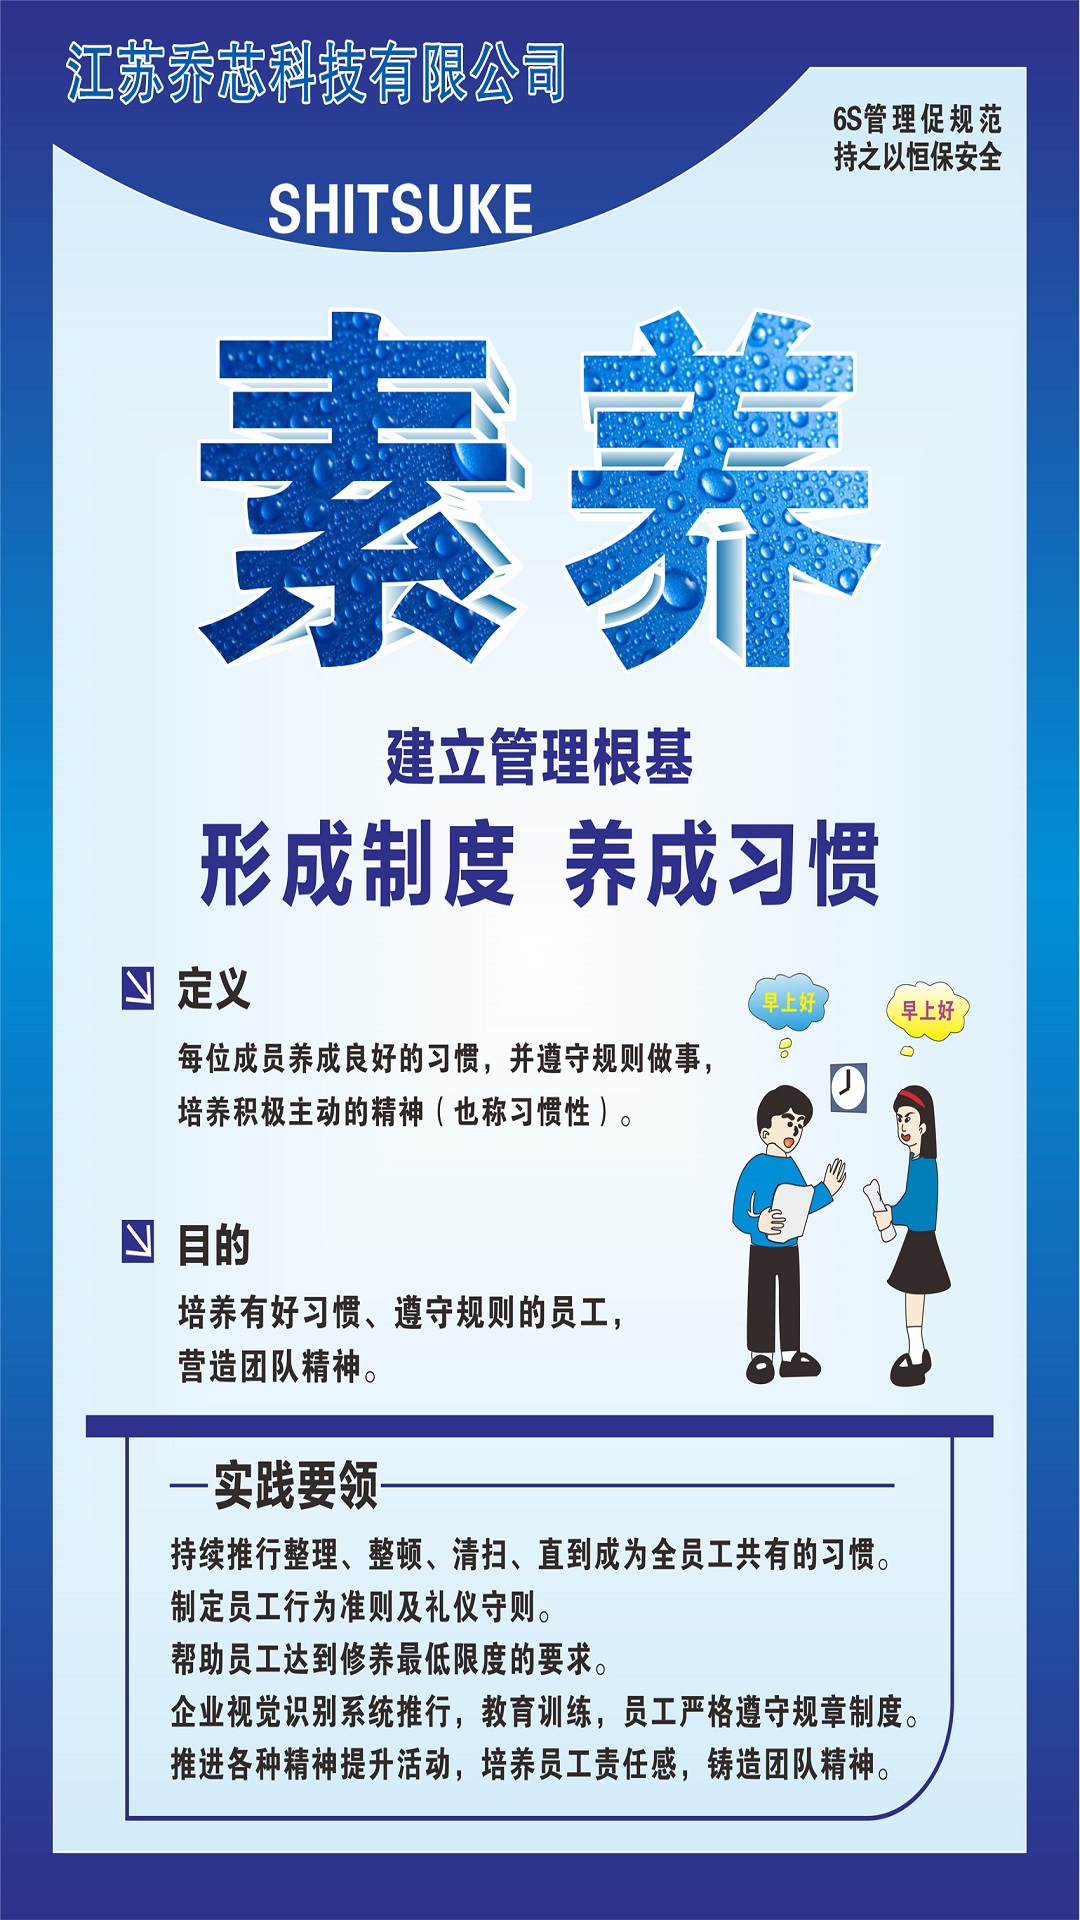 江苏乔芯科技有限公司
6S管理促规范
持之以恒保安全
SHITSUKE
素养
建立管理根基
形成制度 养成习惯
定义
每位成员养成良好的习惯，并遵守规则做事，
培养积极主动的精神（也称习惯性）。
早上好
早上好
目的
培养有好习惯、遵守规则的员工，
营造团队精神。
实践要领
持续推行整理、整顿、清扫、直到成为全员工共有的习惯。
制定员工行为准则及礼仪守则。
帮助员工达到修养最低限度的要求。
企业视觉识别系统推行，教育训练，员工严格遵守规章制度。
推进各种精神提升活动，培养员工责任感，铸造团队精神。